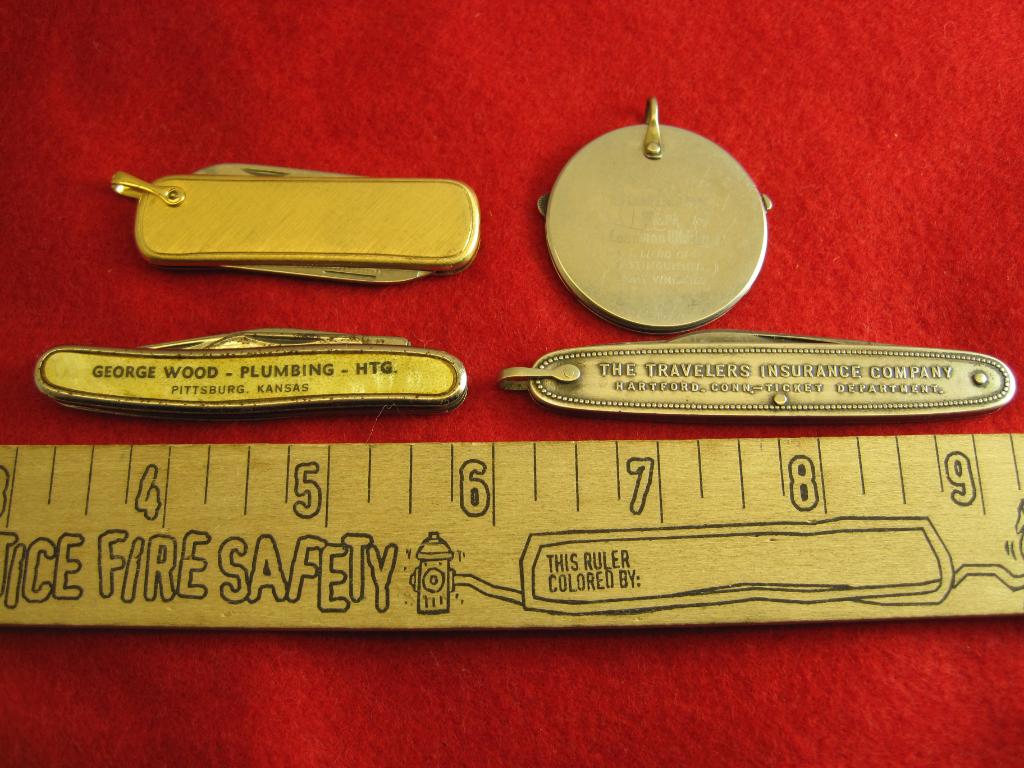 GEORGE WOOD - PLUMBING - HTG.
PITTSBURG, KANSAS
THE TRAVELERS INSURANCE COMPANY
HARTFORD, CONN.-TICKET DEPARTMENT.
3 4 5 6 7 8 9
TICE FIRE SAFETY
THIS RULER
COLORED BY: